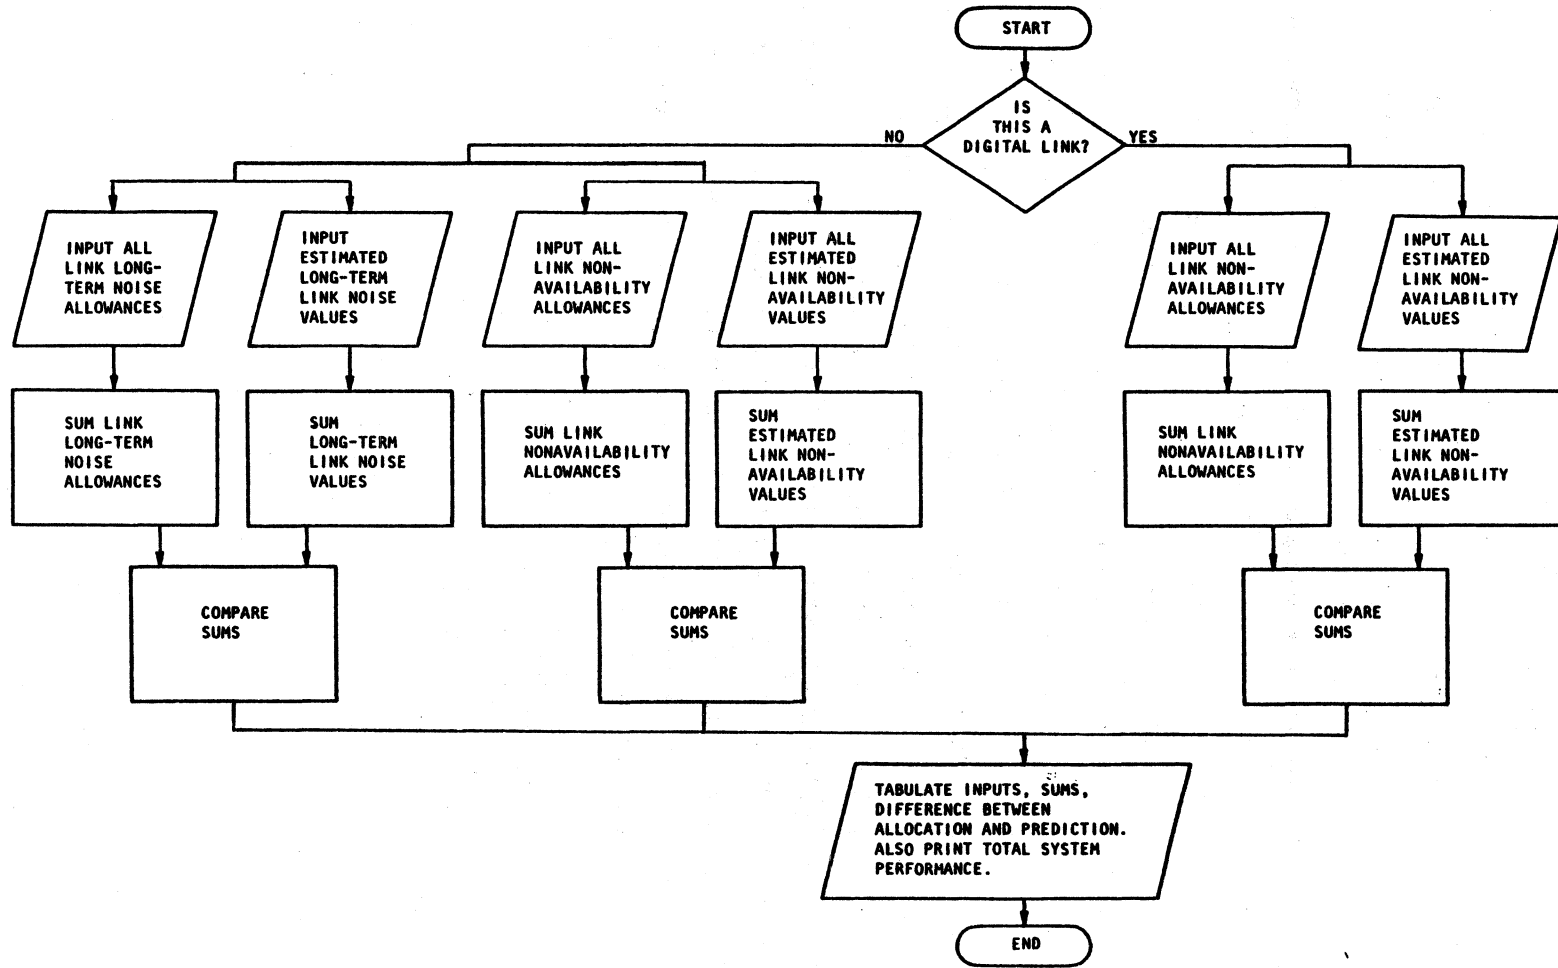 START
IS
THIS A
DIGITAL LINK?
NO
YES
INPUT ALL
LINK LONG-
TERM NOISE
ALLOWANCES
INPUT
ESTIMATED
LONG-TERM
LINK NOISE
VALUES
INPUT ALL
LINK NON-
AVAILABILITY
ALLOWANCES
INPUT ALL
ESTIMATED
LINK NON-
AVAILABILITY
VALUES
INPUT ALL
LINK NON-
AVAILABILITY
ALLOWANCES
INPUT ALL
ESTIMATED
LINK NON-
AVAILABILITY
VALUES
SUM LINK
LONG-TERM
NOISE
ALLOWANCES
SUM
LONG-TERM
LINK NOISE
VALUES
SUM LINK
NONAVAILABILITY
ALLOWANCES
SUM
ESTIMATED
LINK NON-
AVAILABILITY
VALUES
SUM LINK
NONAVAILABILITY
ALLOWANCES
SUM
ESTIMATED
LINK NON-
AVAILABILITY
VALUES
COMPARE
SUMS
COMPARE
SUMS
COMPARE
SUMS
TABULATE INPUTS, SUMS,
DIFFERENCE BETWEEN
ALLOCATION AND PREDICTION.
ALSO PRINT TOTAL SYSTEM
PERFORMANCE.
END